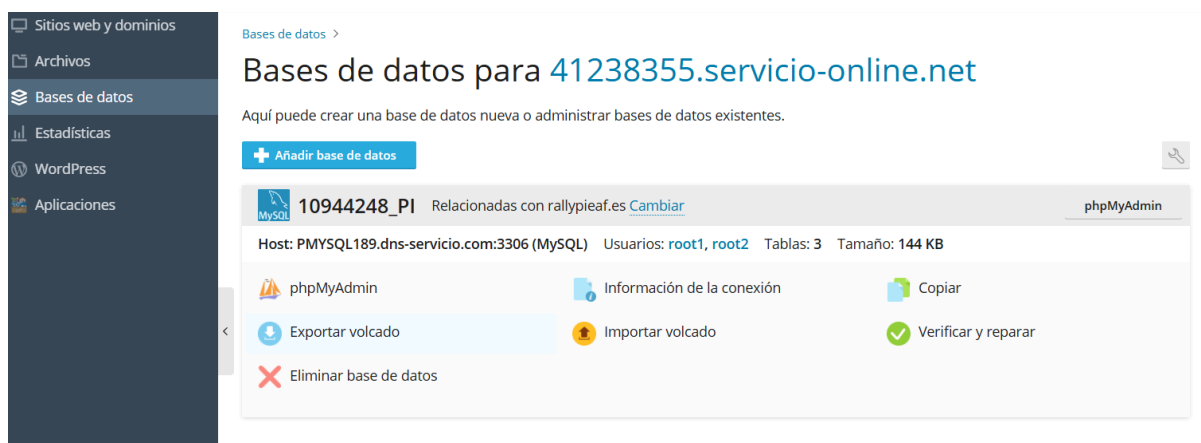 Sitios web y dominios
Archivos
Bases de datos
Estadísticas
WordPress
Aplicaciones
Bases de datos >
Bases de datos para 41238355.servicio-online.net
Aquí puede crear una base de datos nueva o administrar bases de datos existentes.
Añadir base de datos
MySQL 10944248_PI Relacionadas con rallypieaf.es Cambiar phpMyAdmin
Host: PMYSQL189.dns-servicio.com:3306 (MySQL) Usuarios: root1, root2 Tablas: 3 Tamaño: 144 KB
phpMyAdmin Información de la conexión Copiar
Exportar volcado Importar volcado Verificar y reparar
Eliminar base de datos